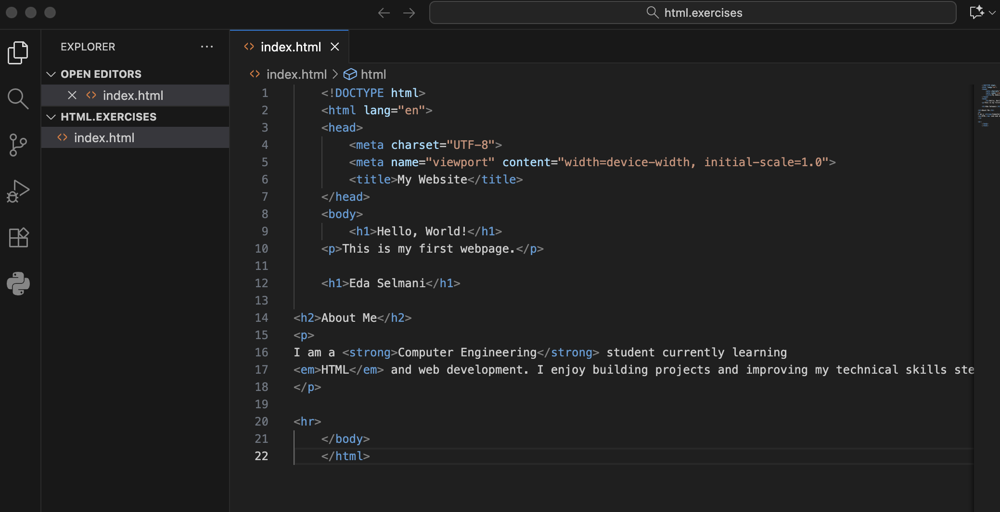 html.exercises
EXPLORER
index.html
OPEN EDITORS
index.html
HTML.EXERCISES
index.html
index.html > html
1 <!DOCTYPE html>
2 <html lang="en">
3 <head>
4 <meta charset="UTF-8">
5 <meta name="viewport" content="width=device-width, initial-scale=1.0">
6 <title>My Website</title>
7 </head>
8 <body>
9 <h1>Hello, World!</h1>
10 <p>This is my first webpage.</p>
11
12 <h1>Eda Selmani</h1>
13
14 <h2>About Me</h2>
15 <p>
16 I am a <strong>Computer Engineering</strong> student currently learning
17 <em>HTML</em> and web development. I enjoy building projects and improving my technical skills ste
18 </p>
19
20 <hr>
21 </body>
22 </html>